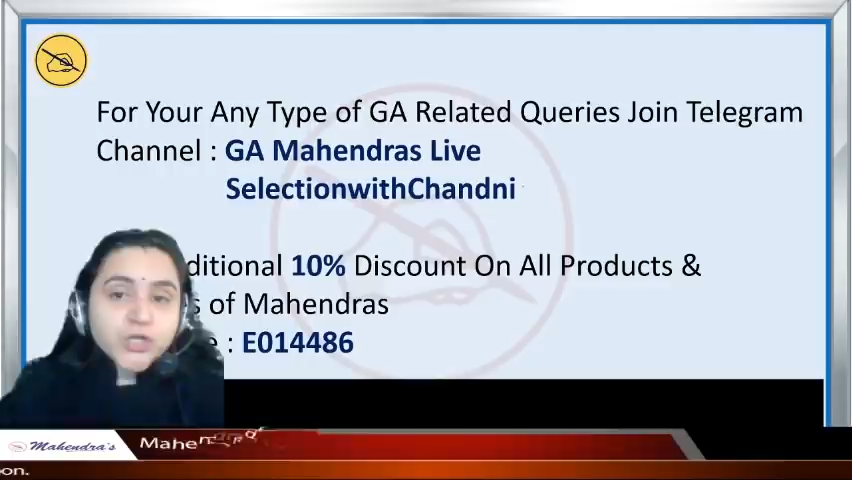 For Your Any Type of GA Related Queries Join Telegram
Channel : GA Mahendras Live
SelectionwithChandni
ditional 10% Discount On All Products &
s of Mahendras
e : E014486
Mahendra's
on.